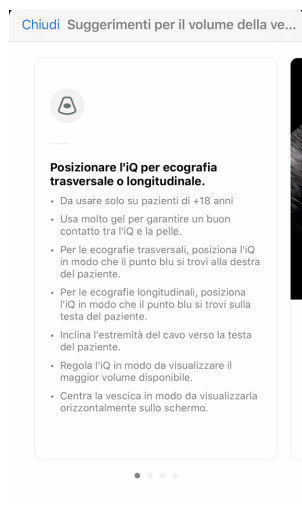 Chiudi Suggerimenti per il volume della ve...
Posizionare l'iQ per ecografia
trasversale o longitudinale.
• Da usare solo su pazienti di +18 anni
• Usa molto gel per garantire un buon
contatto tra l'iQ e la pelle.
• Per le ecografie trasversali, posiziona l'iQ
in modo che il punto blu si trovi alla destra
del paziente.
• Per le ecografie longitudinali, posiziona
l'iQ in modo che il punto blu si trovi sulla
testa del paziente.
• Inclina l'estremità del cavo verso la testa
del paziente.
• Regola l'iQ in modo da visualizzare il
maggior volume disponibile.
• Centra la vescica in modo da visualizzarla
orizzontalmente sullo schermo.